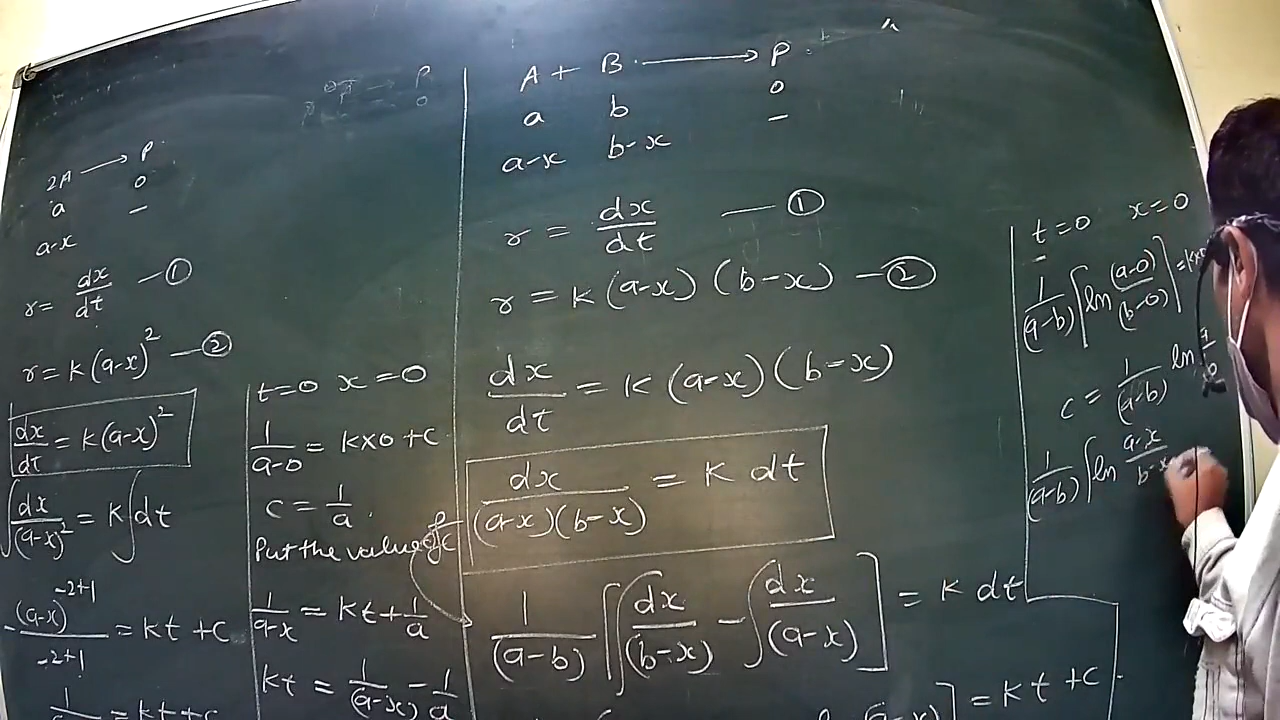 2A → P
a 0
a-x –
r = dx/dt — ①
r = k(a-x)² — ②
dx/dt = k(a-x)²
∫ dx/(a-x)² = k∫dt
-(a-x)^(-2+1)/(-2+1) = kt + c
= kt + c
t=0 x=0
1/(a-0) = k×0 + c
c = 1/a
Put the value of c
1/(a-x) = kt + 1/a
kt = 1/(a-x) - 1/a
P
0
A + B → P
a b 0
a-x b-x –
r = dx/dt — ①
r = k(a-x)(b-x) — ②
dx/dt = k(a-x)(b-x)
dx/((a-x)(b-x)) = k dt
1/(a-b) [∫ dx/(b-x) - ∫ dx/(a-x)] = k dt
(a-x)] = kt + c
t=0 x=0
1/(a-b) [ln (a-0)/(b-0)] = k×0
c = 1/(a-b) ln
1/(a-b) [ln (a-x)/(b-x)